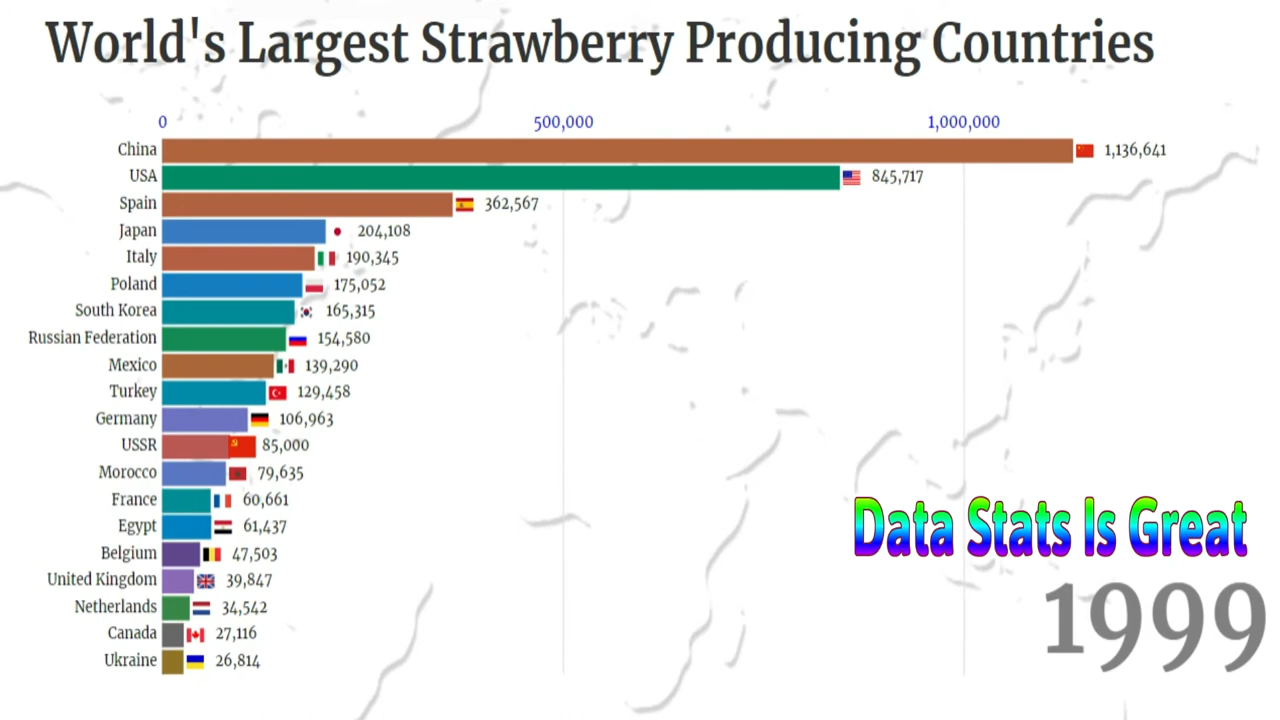 World's Largest Strawberry Producing Countries
0 500,000 1,000,000
China 1,136,641
USA 845,717
Spain 362,567
Japan 204,108
Italy 190,345
Poland 175,052
South Korea 165,315
Russian Federation 154,580
Mexico 139,290
Turkey 129,458
Germany 106,963
USSR 85,000
Morocco 79,635
France 60,661
Egypt 61,437
Belgium 47,503
United Kingdom 39,847
Netherlands 34,542
Canada 27,116
Ukraine 26,814
Data Stats Is Great
1999